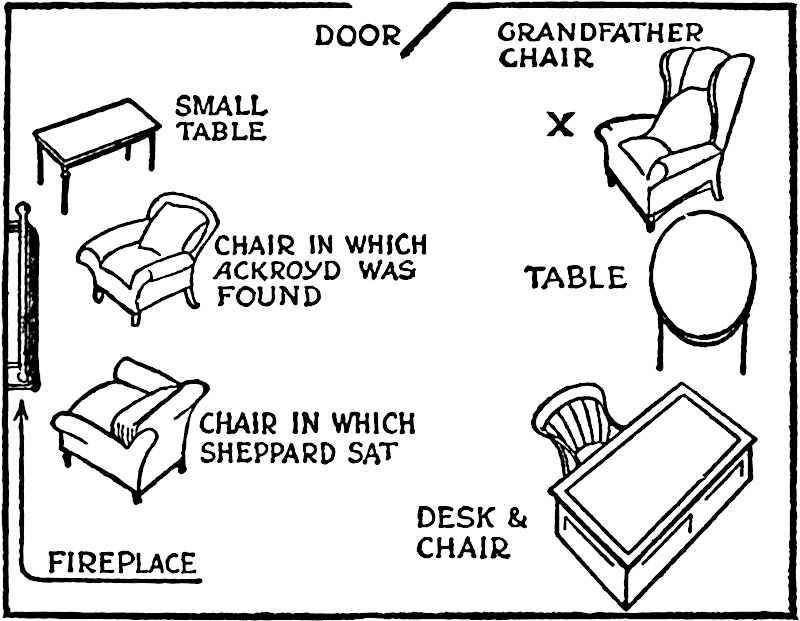 DOOR
GRANDFATHER
CHAIR
SMALL
TABLE
X
CHAIR IN WHICH
ACKROYD WAS
FOUND
TABLE
CHAIR IN WHICH
SHEPPARD SAT
DESK &
CHAIR
FIREPLACE